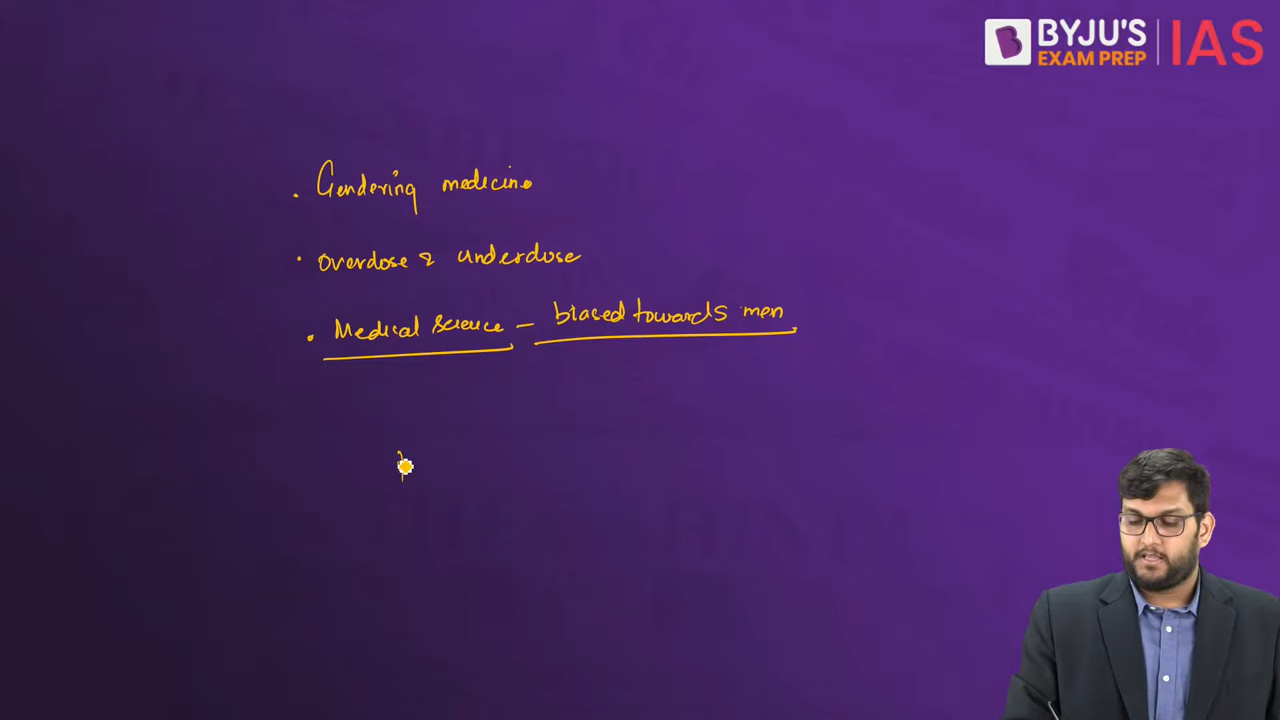 BYJU'S IAS
EXAM PREP
. Gendering medicine
. Overdose & underdose
. Medical Science - biased towards men